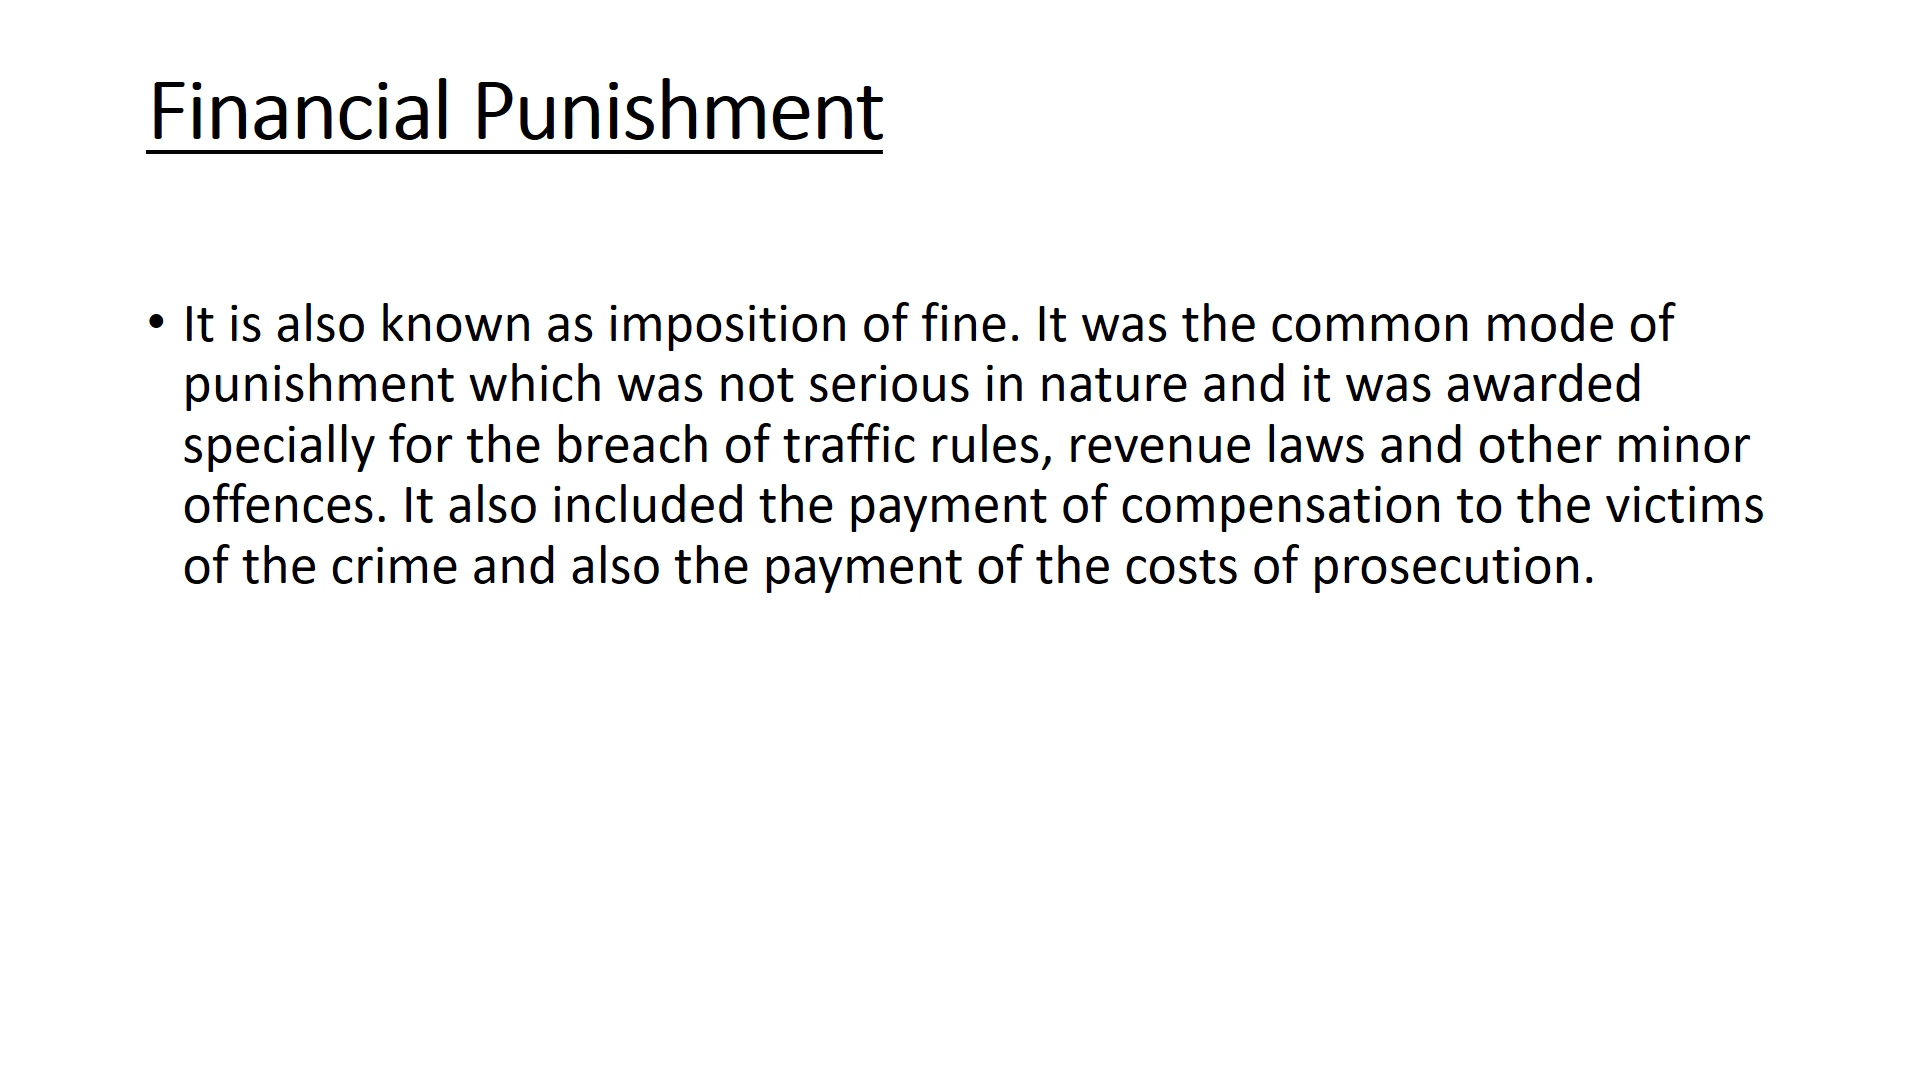 Financial Punishment
• It is also known as imposition of fine. It was the common mode of
punishment which was not serious in nature and it was awarded
specially for the breach of traffic rules, revenue laws and other minor
offences. It also included the payment of compensation to the victims
of the crime and also the payment of the costs of prosecution.